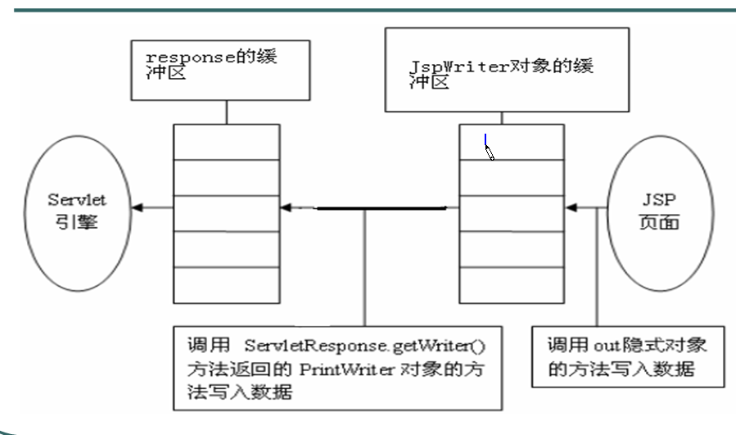 response的缓
冲区
JspWriter对象的缓
冲区
Servlet
引擎
JSP
页面
调用 ServletResponse.getWriter()
方法返回的 PrintWriter 对象的方
法写入数据
调用 out隐式对象
的方法写入数据